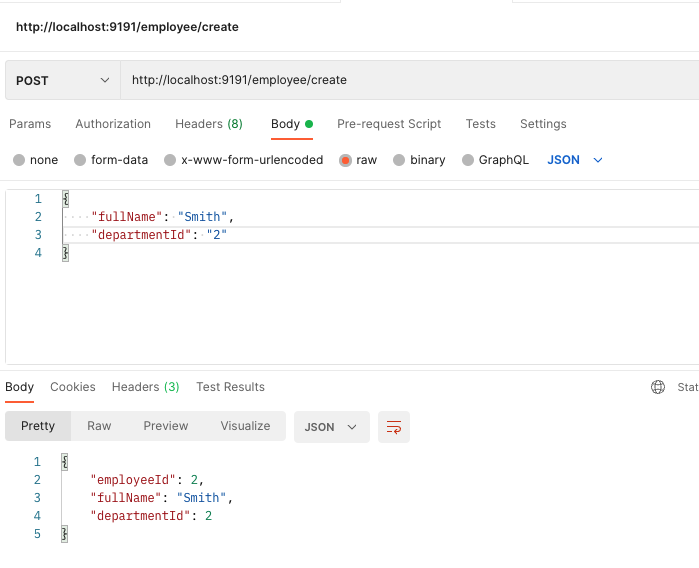 http://localhost:9191/employee/create
POST http://localhost:9191/employee/create
Params Authorization Headers (8) Body Pre-request Script Tests Settings
none form-data x-www-form-urlencoded raw binary GraphQL JSON
1 {
2 "fullName": "Smith",
3 "departmentId": "2"
4 }
Body Cookies Headers (3) Test Results Stat
Pretty Raw Preview Visualize JSON
1 {
2 "employeeId": 2,
3 "fullName": "Smith",
4 "departmentId": 2
5 }